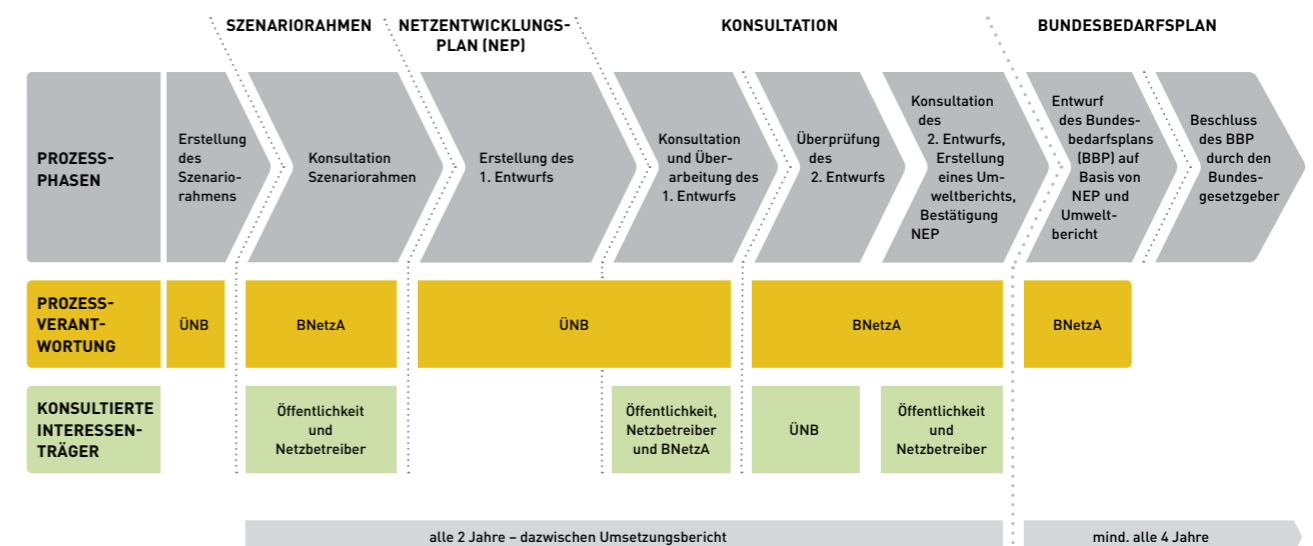 SZENARIORAHMEN
NETZENTWICKLUNGS-
PLAN (NEP)
KONSULTATION
BUNDESBEDARFSPLAN
PROZESS-
PHASEN
Erstellung
des
Szenario-
rahmens
Konsultation
Szenariorahmen
Erstellung des
1. Entwurfs
Konsultation
und Über-
arbeitung des
1. Entwurfs
Überprüfung
des
2. Entwurfs
Konsultation
des
2. Entwurfs,
Erstellung
eines Um-
weltberichts,
Bestätigung
NEP
Entwurf
des Bundes-
bedarfsplans
(BBP) auf
Basis von
NEP und
Umwelt-
bericht
Beschluss
des BBP
durch den
Bundes-
gesetzgeber
PROZESS-
VERANT-
WORTUNG
ÜNB
BNetzA
ÜNB
BNetzA
BNetzA
KONSULTIERTE
INTERESSEN-
TRÄGER
Öffentlichkeit
und
Netzbetreiber
Öffentlichkeit,
Netzbetreiber
und BNetzA
ÜNB
Öffentlichkeit
und
Netzbetreiber
alle 2 Jahre – dazwischen Umsetzungsbericht
mind. alle 4 Jahre